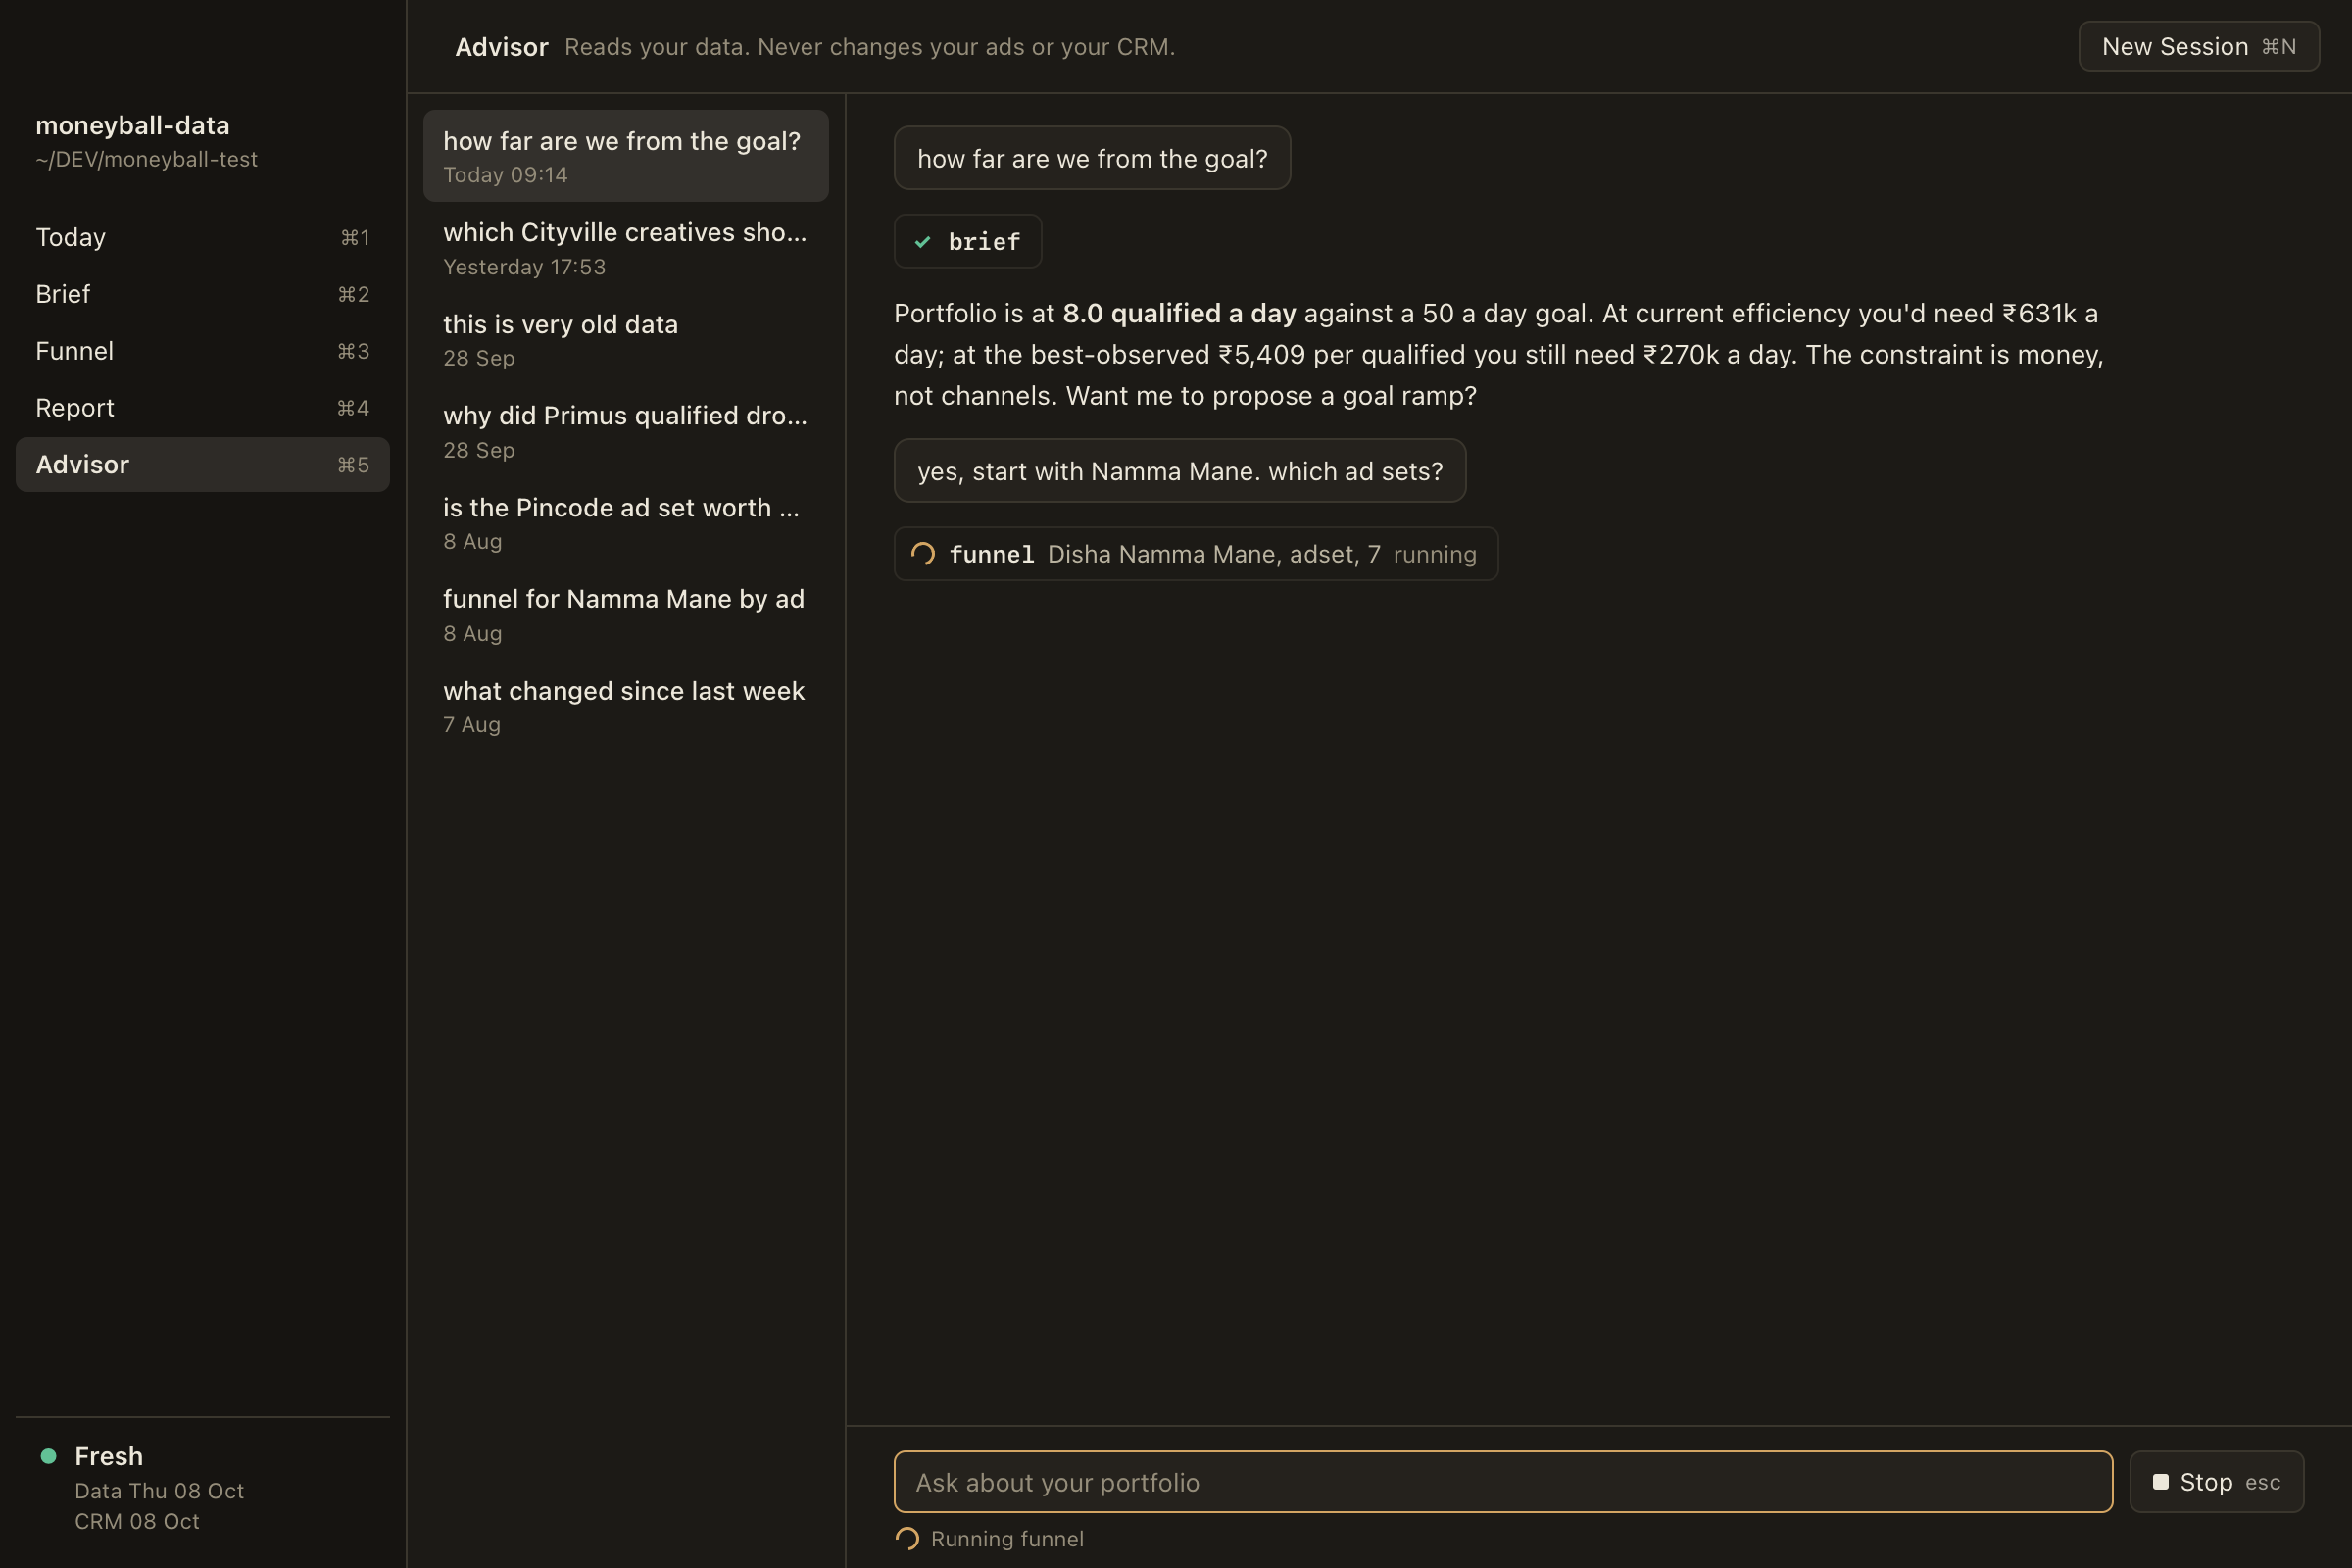 moneyball-data
~/DEV/moneyball-test
Today ⌘1
Brief ⌘2
Funnel ⌘3
Report ⌘4
Advisor ⌘5
Fresh
Data Thu 08 Oct
CRM 08 Oct
Advisor Reads your data. Never changes your ads or your CRM.
New Session ⌘N
how far are we from the goal?
Today 09:14
which Cityville creatives sho...
Yesterday 17:53
this is very old data
28 Sep
why did Primus qualified dro...
28 Sep
is the Pincode ad set worth ...
8 Aug
funnel for Namma Mane by ad
8 Aug
what changed since last week
7 Aug
how far are we from the goal?
✓ brief
Portfolio is at 8.0 qualified a day against a 50 a day goal. At current efficiency you'd need ₹631k a
day; at the best-observed ₹5,409 per qualified you still need ₹270k a day. The constraint is money,
not channels. Want me to propose a goal ramp?
yes, start with Namma Mane. which ad sets?
funnel Disha Namma Mane, adset, 7 running
Ask about your portfolio
Stop esc
Running funnel